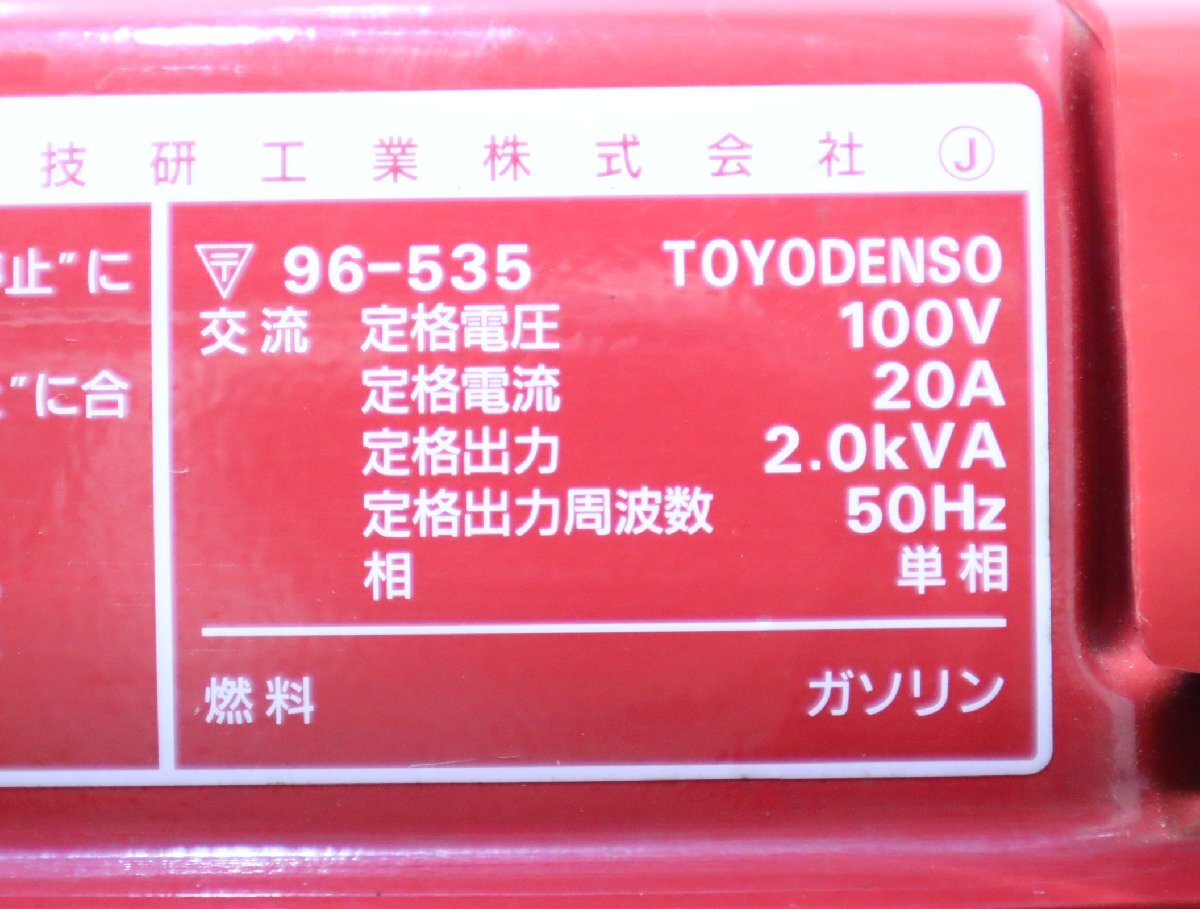 技研工業株式会社 Ⓙ
止”に
”に合
〒 96-535 TOYODENSO
交流 定格電圧 100V
定格電流 20A
定格出力 2.0kVA
定格出力周波数 50Hz
相 単相
燃料 ガソリン